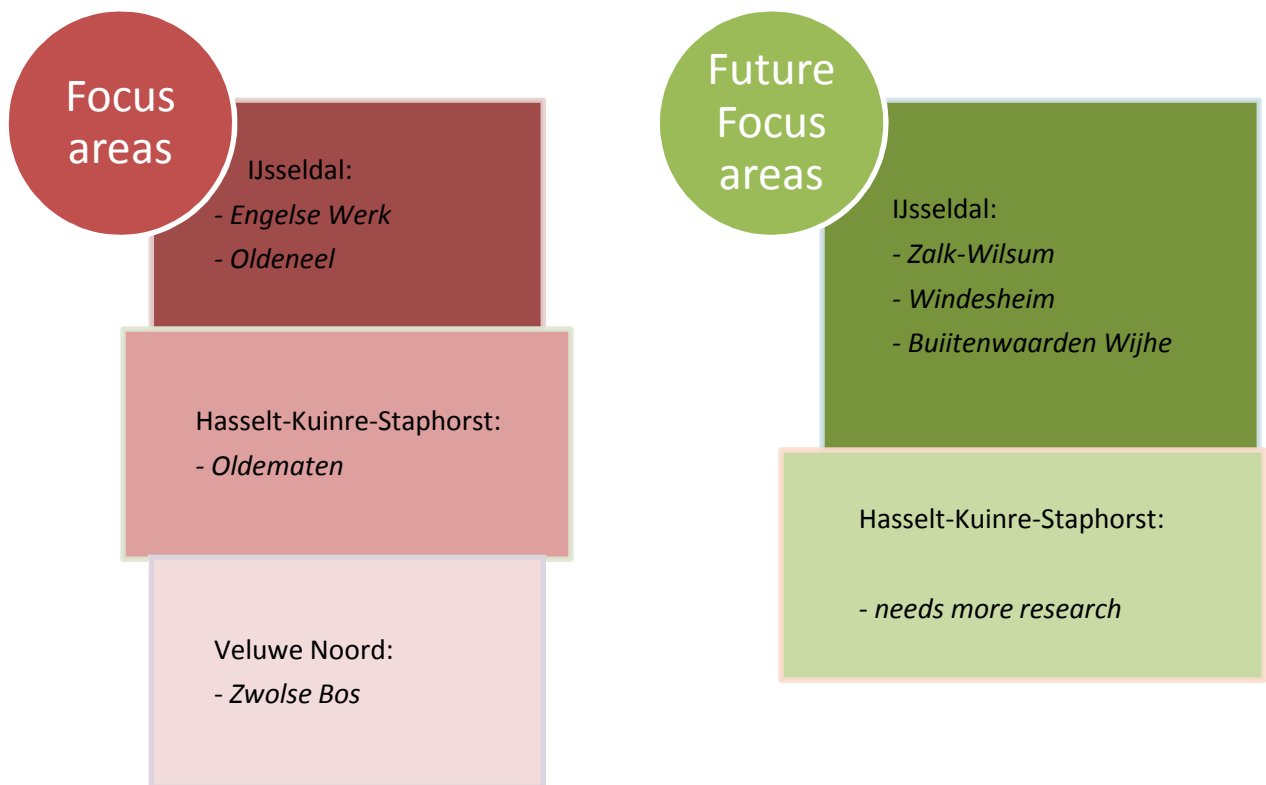 Focus
areas
IJsseldal:
- Engelse Werk
- Oldeneel
Hasselt-Kuinre-Staphorst:
- Oldematen
Veluwe Noord:
- Zwolse Bos
Future
Focus
areas
IJsseldal:
- Zalk-Wilsum
- Windesheim
- Buiitenwaarden Wijhe
Hasselt-Kuinre-Staphorst:
- needs more research